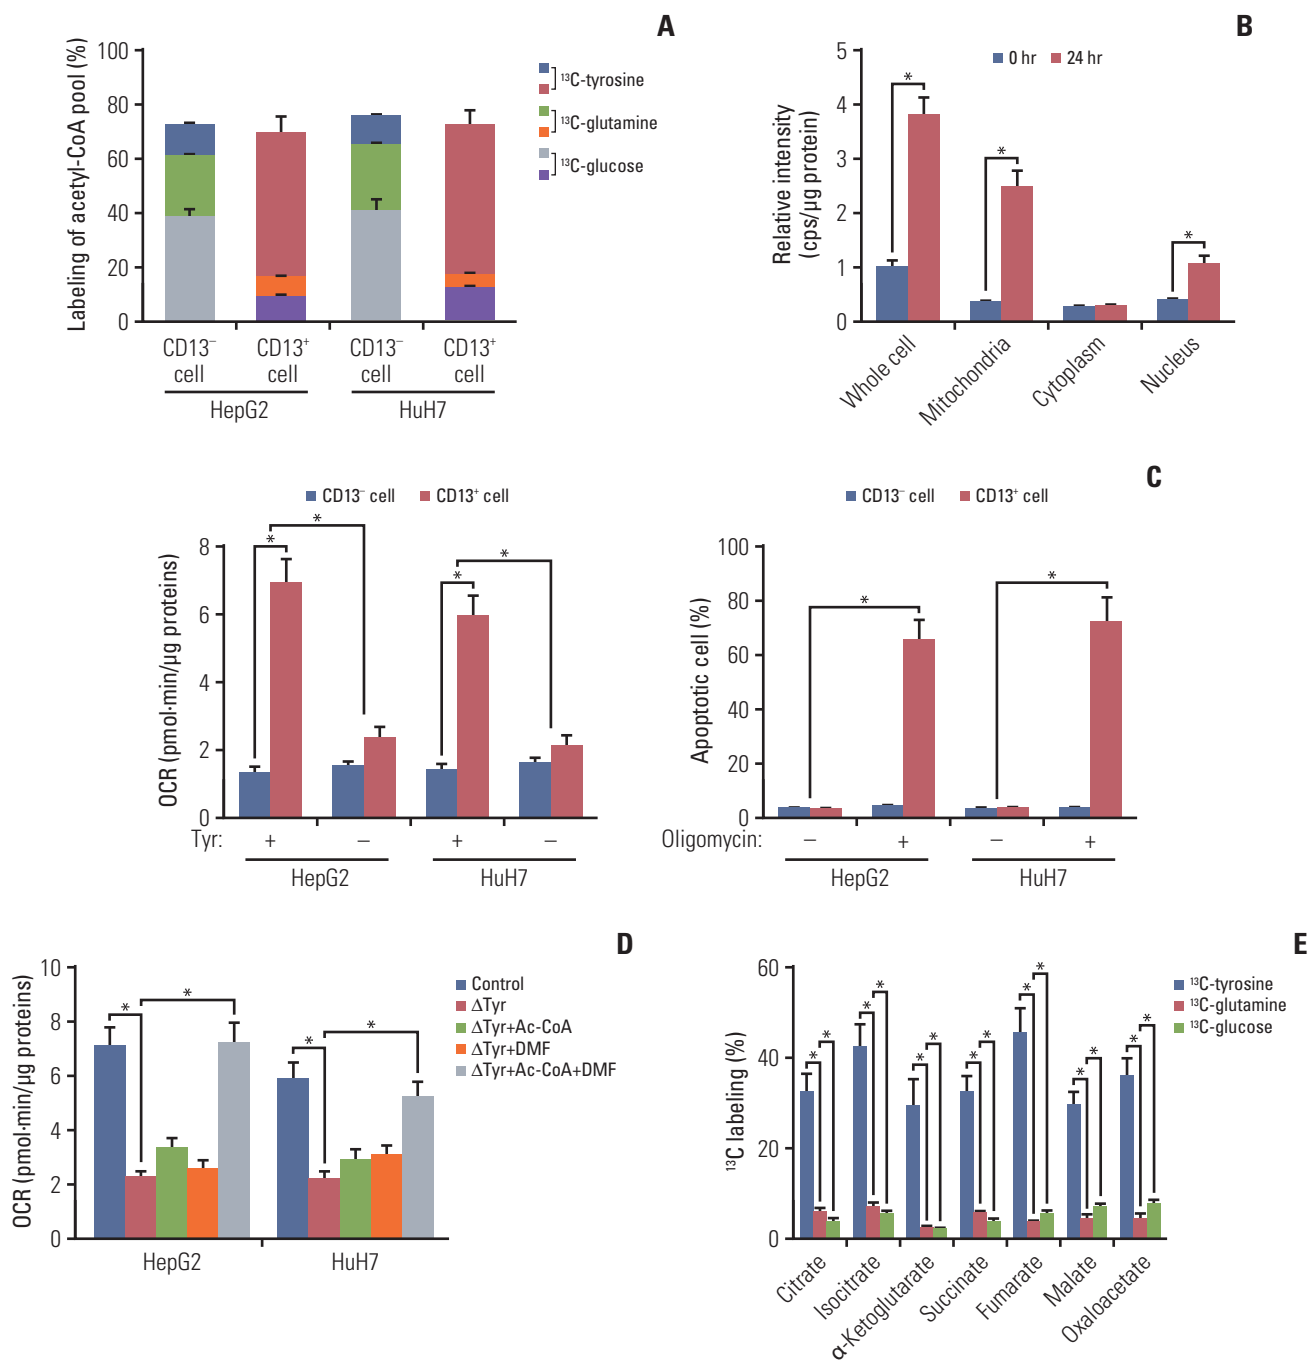 A
Labeling of acetyl-CoA pool (%)
100
80
60
40
20
0
¹³C-tyrosine
¹³C-glutamine
¹³C-glucose
CD13⁻ cell
CD13⁺ cell
CD13⁻ cell
CD13⁺ cell
HepG2
HuH7
B
Relative intensity
(cps/µg protein)
5
4
3
2
1
0
0 hr
24 hr
*
*
*
Whole cell
Mitochondria
Cytoplasm
Nucleus
C
CD13⁻ cell
CD13⁺ cell
OCR (pmol·min/µg proteins)
8
6
4
2
0
*
*
*
*
Tyr:
+
–
+
–
HepG2
HuH7
CD13⁻ cell
CD13⁺ cell
Apoptotic cell (%)
100
80
60
40
20
0
*
*
Oligomycin:
–
+
–
+
HepG2
HuH7
D
OCR (pmol·min/µg proteins)
10
8
6
4
2
0
*
*
*
*
Control
ΔTyr
ΔTyr+Ac-CoA
ΔTyr+DMF
ΔTyr+Ac-CoA+DMF
HepG2
HuH7
E
¹³C labeling (%)
60
40
20
0
* *
* *
* *
* *
* *
* *
* *
¹³C-tyrosine
¹³C-glutamine
¹³C-glucose
Citrate
Isocitrate
α-Ketoglutarate
Succinate
Fumarate
Malate
Oxaloacetate